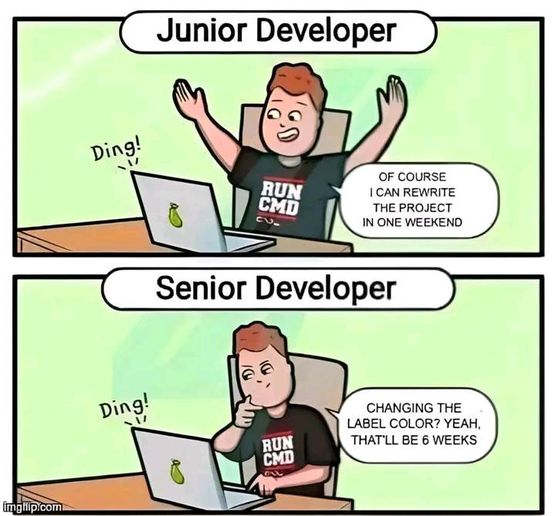 Junior Developer
Ding!
OF COURSE
I CAN REWRITE
THE PROJECT
IN ONE WEEKEND
RUN
CMD
Senior Developer
Ding!
CHANGING THE
LABEL COLOR? YEAH,
THAT'LL BE 6 WEEKS
RUN
CMD
imgflip.com